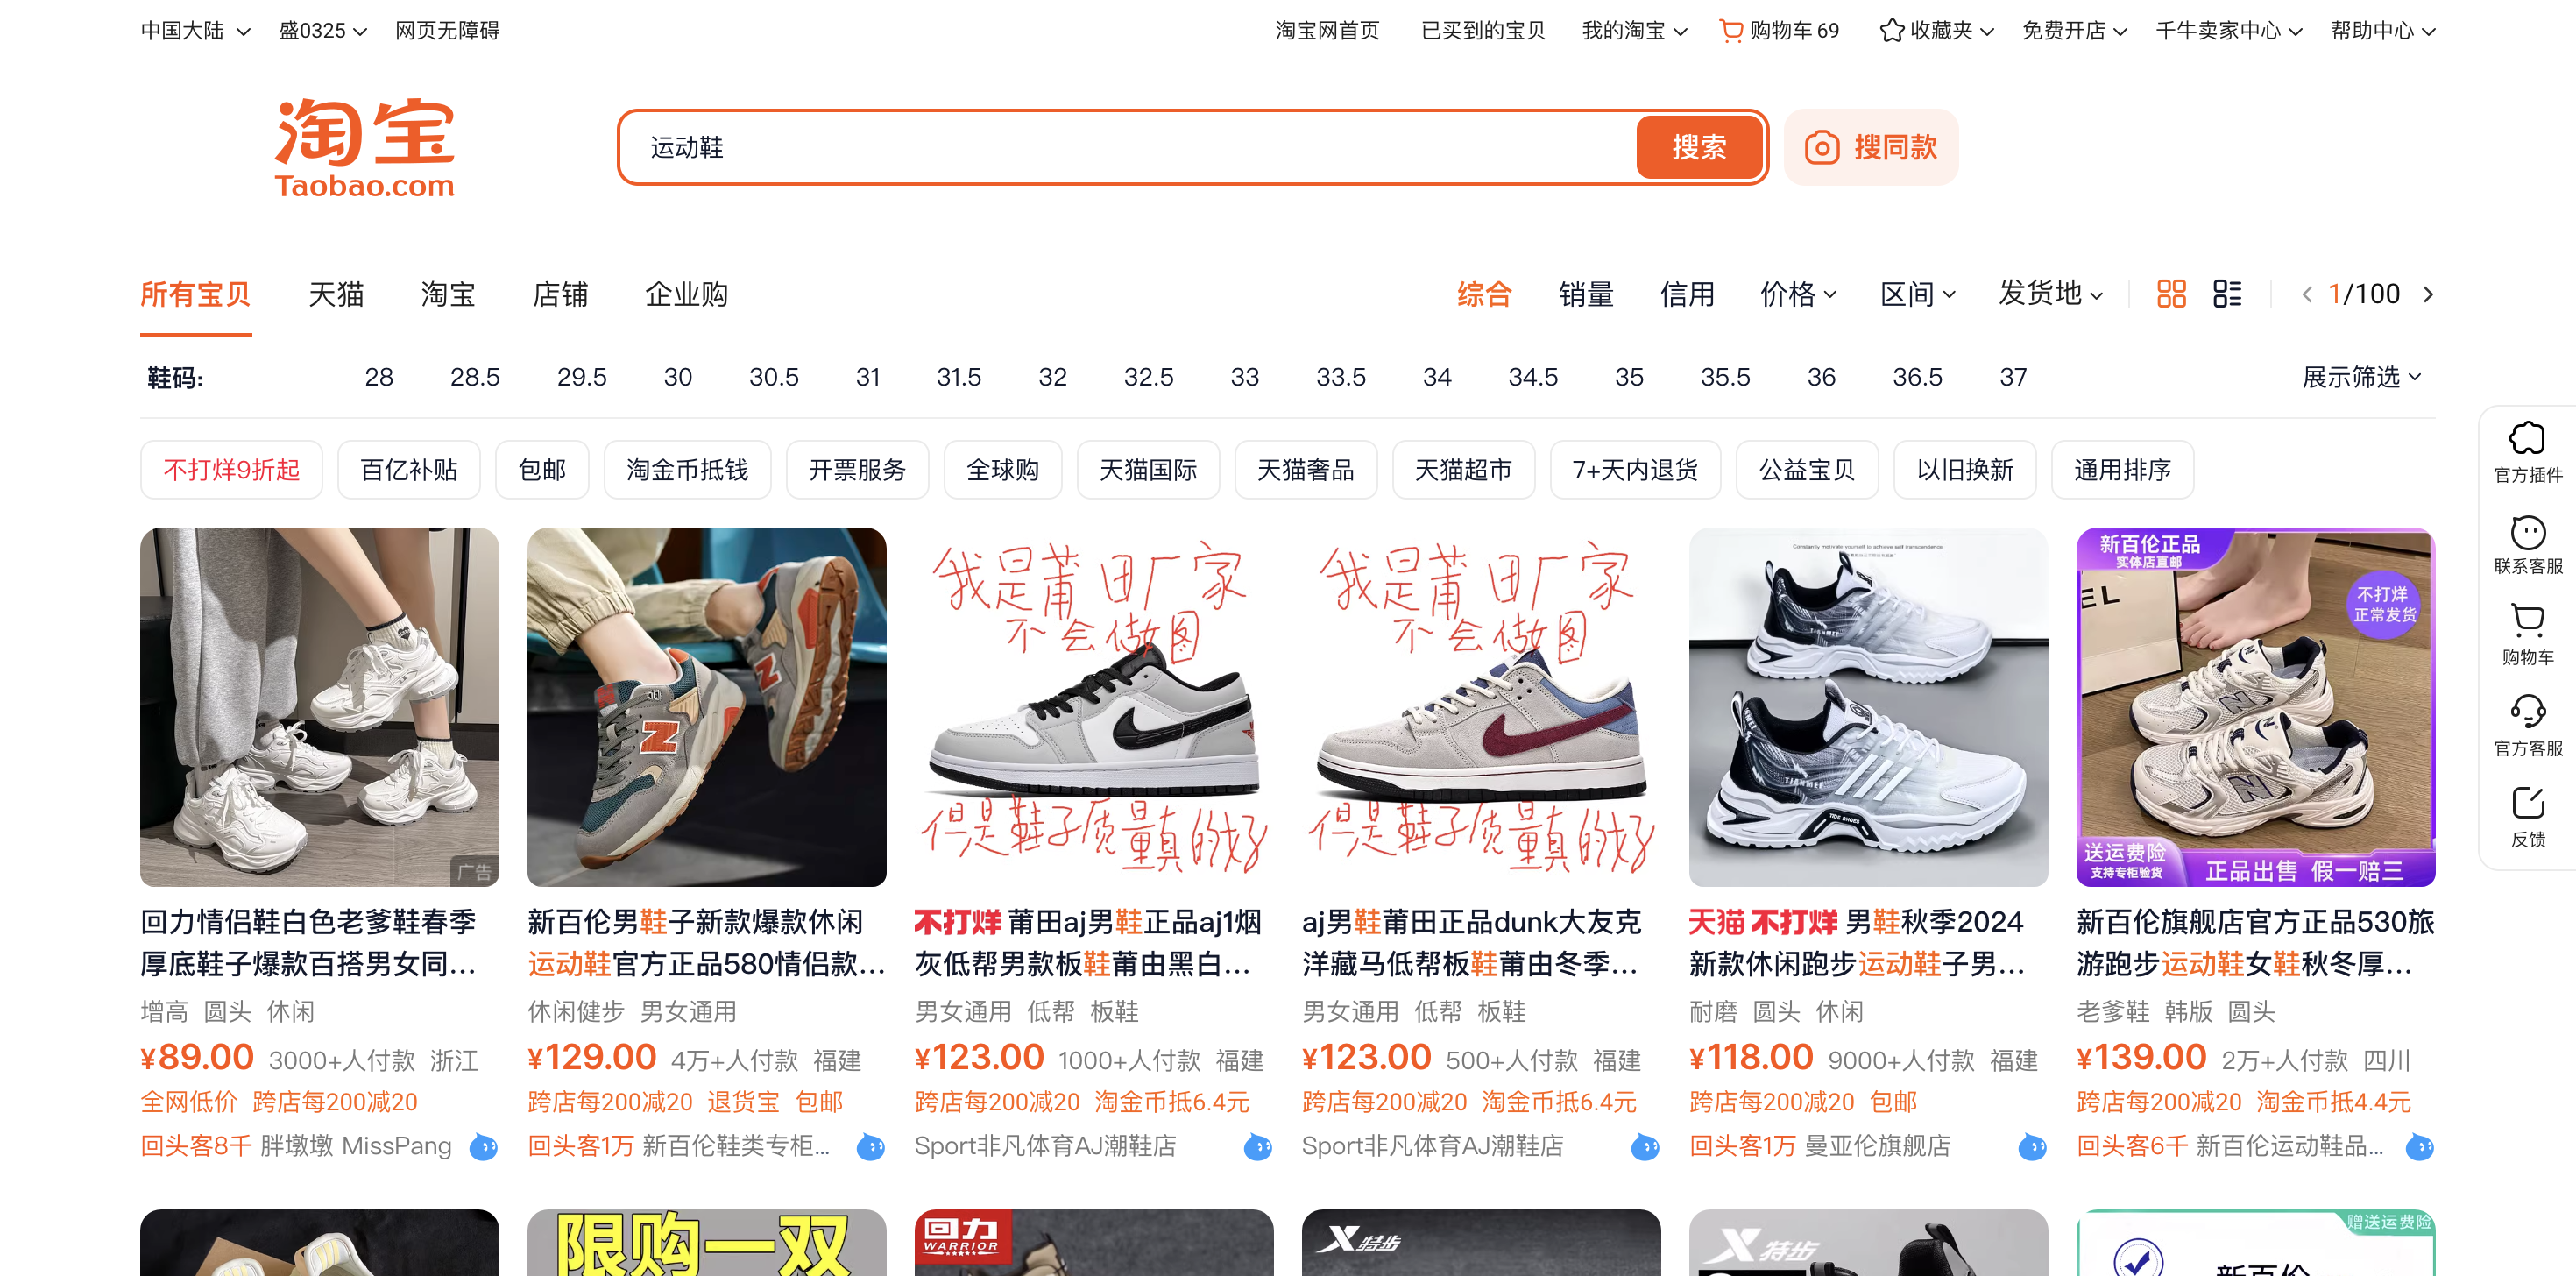 中国大陆
盛0325
网页无障碍
淘宝网首页
已买到的宝贝
我的淘宝
购物车 69
收藏夹
免费开店
千牛卖家中心
帮助中心
淘宝
Taobao.com
运动鞋
搜索
搜同款
所有宝贝
天猫
淘宝
店铺
企业购
综合
销量
信用
价格
区间
发货地
1/100
鞋码:
28 28.5 29.5 30 30.5 31 31.5 32 32.5 33 33.5 34 34.5 35 35.5 36 36.5 37
展示筛选
不打烊9折起
百亿补贴
包邮
淘金币抵钱
开票服务
全球购
天猫国际
天猫奢品
天猫超市
7+天内退货
公益宝贝
以旧换新
通用排序
官方插件
联系客服
购物车
官方客服
反馈
广告
回力情侣鞋白色老爹鞋春季
厚底鞋子爆款百搭男女同...
增高 圆头 休闲
¥89.00 3000+人付款 浙江
全网低价 跨店每200减20
回头客8千 胖墩墩 MissPang
N
N
新百伦男鞋子新款爆款休闲
运动鞋官方正品580情侣款...
休闲健步 男女通用
¥129.00 4万+人付款 福建
跨店每200减20 退货宝 包邮
回头客1万 新百伦鞋类专柜...
我是莆田厂家
不会做图
但是鞋子质量真的好
不打烊 莆田aj男鞋正品aj1烟
灰低帮男款板鞋莆由黑白...
男女通用 低帮 板鞋
¥123.00 1000+人付款 福建
跨店每200减20 淘金币抵6.4元
Sport非凡体育AJ潮鞋店
我是莆田厂家
不会做图
但是鞋子质量真的好
aj男鞋莆田正品dunk大友克
洋藏马低帮板鞋莆由冬季...
男女通用 低帮 板鞋
¥123.00 500+人付款 福建
跨店每200减20 淘金币抵6.4元
Sport非凡体育AJ潮鞋店
Constantly motivate yourself to achieve self transcendence
TIANMEI
TIANMEI
TIDE SHOES
天猫 不打烊 男鞋秋季2024
新款休闲跑步运动鞋子男...
耐磨 圆头 休闲
¥118.00 9000+人付款 福建
跨店每200减20 包邮
回头客1万 曼亚伦旗舰店
新百伦正品
实体店直邮
EL
不打烊
正常发货
N
N
送运费险
支持专柜验货
正品出售 假一赔三
新百伦旗舰店官方正品530旅
游跑步运动鞋女鞋秋冬厚...
老爹鞋 韩版 圆头
¥139.00 2万+人付款 四川
跨店每200减20 淘金币抵4.4元
回头客6千 新百伦运动鞋品...
限购一双
回力
WARRIOR
特步
特步
赠送运费险
新百伦